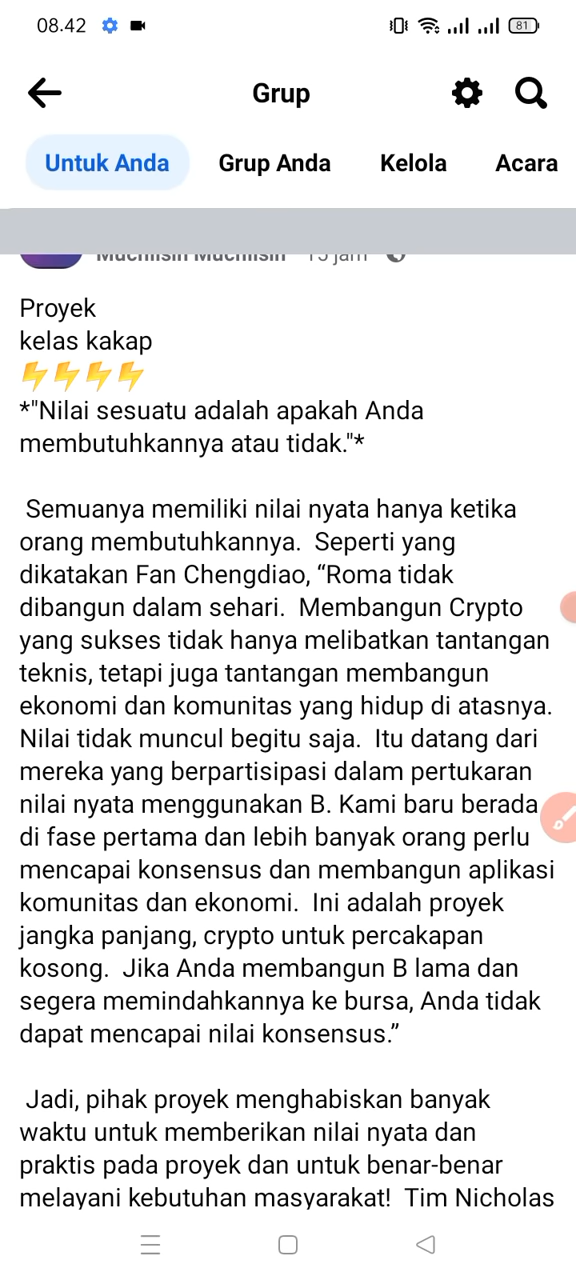 08.42
81
Grup
Untuk Anda Grup Anda Kelola Acara
Muchlisin Muchlisin 15 jam
Proyek
kelas kakap
⚡⚡⚡⚡
*"Nilai sesuatu adalah apakah Anda
membutuhkannya atau tidak."*
Semuanya memiliki nilai nyata hanya ketika
orang membutuhkannya. Seperti yang
dikatakan Fan Chengdiao, “Roma tidak
dibangun dalam sehari. Membangun Crypto
yang sukses tidak hanya melibatkan tantangan
teknis, tetapi juga tantangan membangun
ekonomi dan komunitas yang hidup di atasnya.
Nilai tidak muncul begitu saja. Itu datang dari
mereka yang berpartisipasi dalam pertukaran
nilai nyata menggunakan B. Kami baru berada
di fase pertama dan lebih banyak orang perlu
mencapai konsensus dan membangun aplikasi
komunitas dan ekonomi. Ini adalah proyek
jangka panjang, crypto untuk percakapan
kosong. Jika Anda membangun B lama dan
segera memindahkannya ke bursa, Anda tidak
dapat mencapai nilai konsensus.”
Jadi, pihak proyek menghabiskan banyak
waktu untuk memberikan nilai nyata dan
praktis pada proyek dan untuk benar-benar
melayani kebutuhan masyarakat! Tim Nicholas